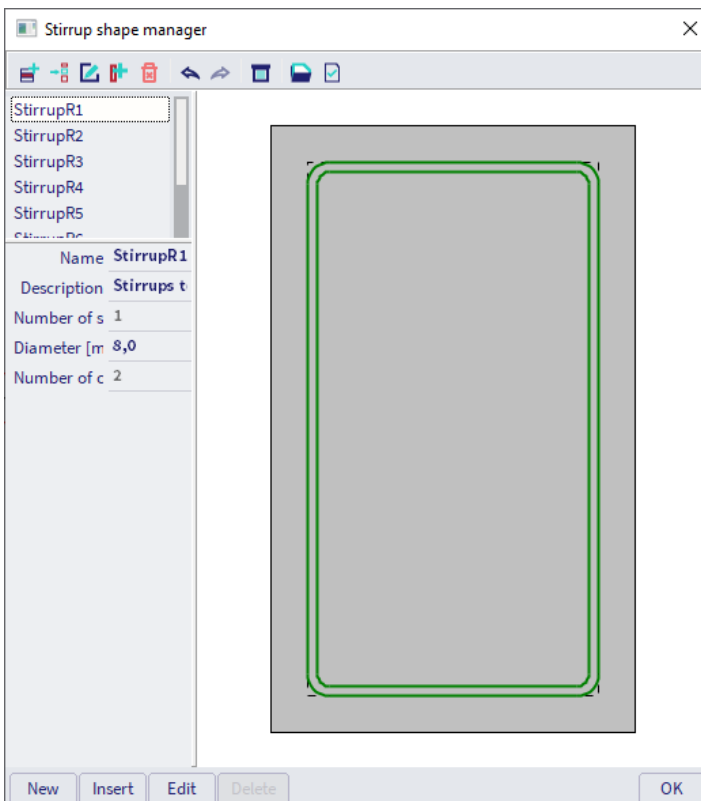 Stirrup shape manager
StirrupR1
StirrupR2
StirrupR3
StirrupR4
StirrupR5
Name StirrupR1
Description Stirrups t
Number of s 1
Diameter [m 8,0
Number of c 2
New Insert Edit Delete OK